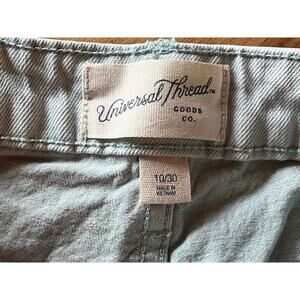 Universal Thread™
GOODS
CO.
10/30
MADE IN
VIETNAM